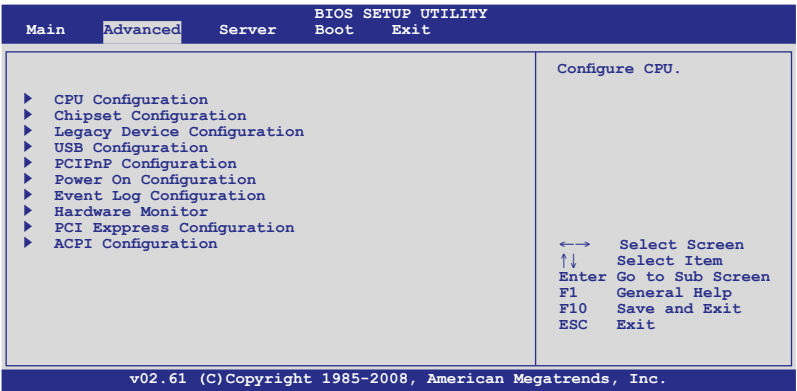 BIOS SETUP UTILITY
Main Advanced Server Boot Exit
Configure CPU.
CPU Configuration
Chipset Configuration
Legacy Device Configuration
USB Configuration
PCIPnP Configuration
Power On Configuration
Event Log Configuration
Hardware Monitor
PCI Exppress Configuration
ACPI Configuration
←→ Select Screen
↑↓ Select Item
Enter Go to Sub Screen
F1 General Help
F10 Save and Exit
ESC Exit
v02.61 (C)Copyright 1985-2008, American Megatrends, Inc.